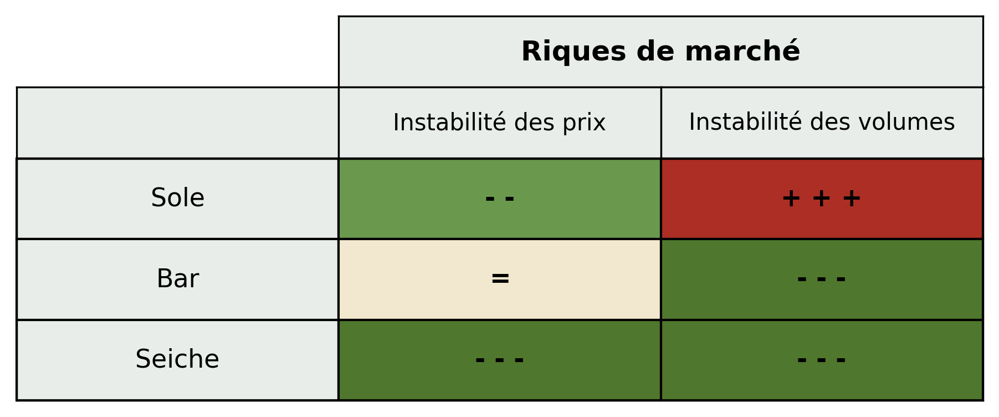 Riques de marché
Instabilité des prix Instabilité des volumes
Sole - - + + +
Bar = - - -
Seiche - - - - - -